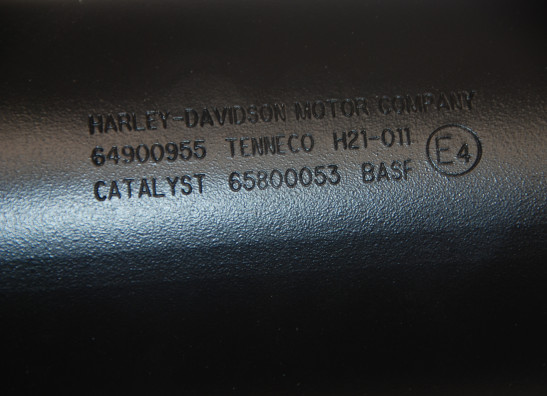 HARLEY-DAVIDSON MOTOR COMPANY
64900955 TENNECO H21-011 E4
CATALYST 65800053 BASF